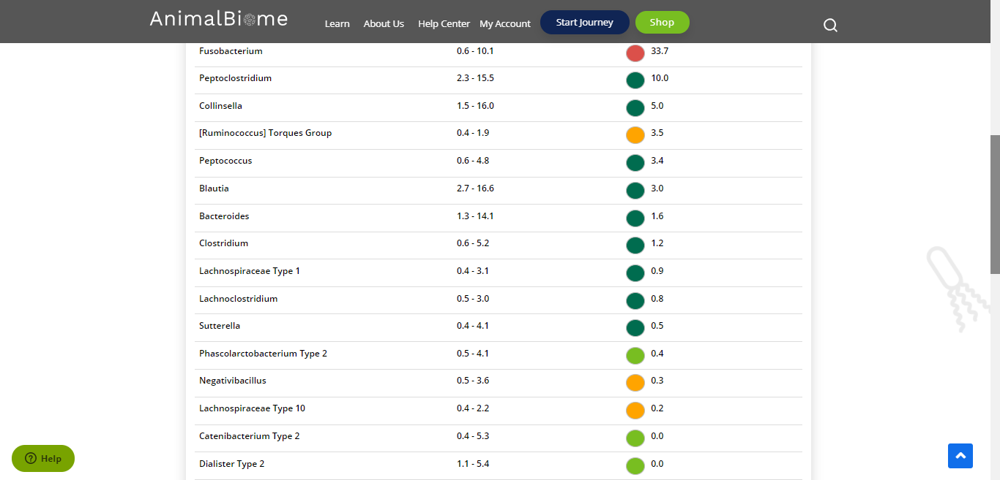 AnimalBiome
Learn About Us Help Center My Account Start Journey Shop
Fusobacterium 0.6 - 10.1 33.7
Peptoclostridium 2.3 - 15.5 10.0
Collinsella 1.5 - 16.0 5.0
[Ruminococcus] Torques Group 0.4 - 1.9 3.5
Peptococcus 0.6 - 4.8 3.4
Blautia 2.7 - 16.6 3.0
Bacteroides 1.3 - 14.1 1.6
Clostridium 0.6 - 5.2 1.2
Lachnospiraceae Type 1 0.4 - 3.1 0.9
Lachnoclostridium 0.5 - 3.0 0.8
Sutterella 0.4 - 4.1 0.5
Phascolarctobacterium Type 2 0.5 - 4.1 0.4
Negativibacillus 0.5 - 3.6 0.3
Lachnospiraceae Type 10 0.4 - 2.2 0.2
Catenibacterium Type 2 0.4 - 5.3 0.0
Dialister Type 2 1.1 - 5.4 0.0
Help